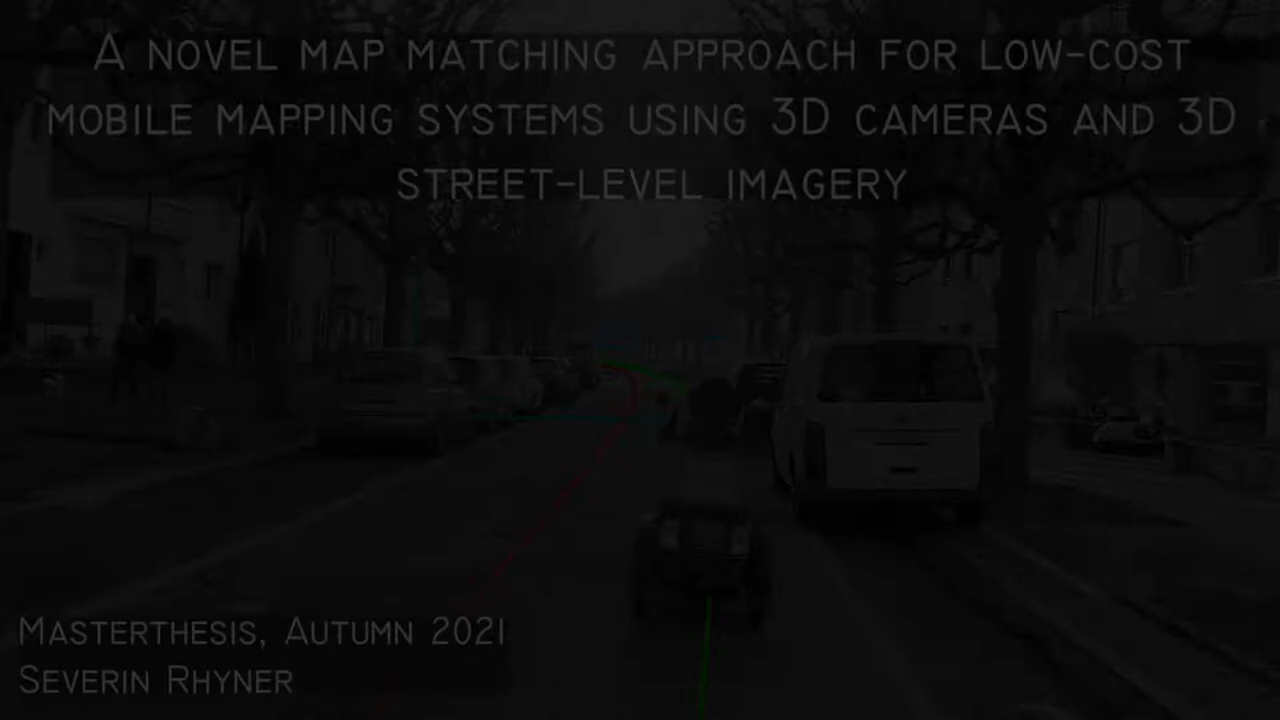 A NOVEL MAP MATCHING APPROACH FOR LOW-COST
MOBILE MAPPING SYSTEMS USING 3D CAMERAS AND 3D
STREET-LEVEL IMAGERY
MASTERTHESIS, AUTUMN 2021
SEVERIN RHYNER